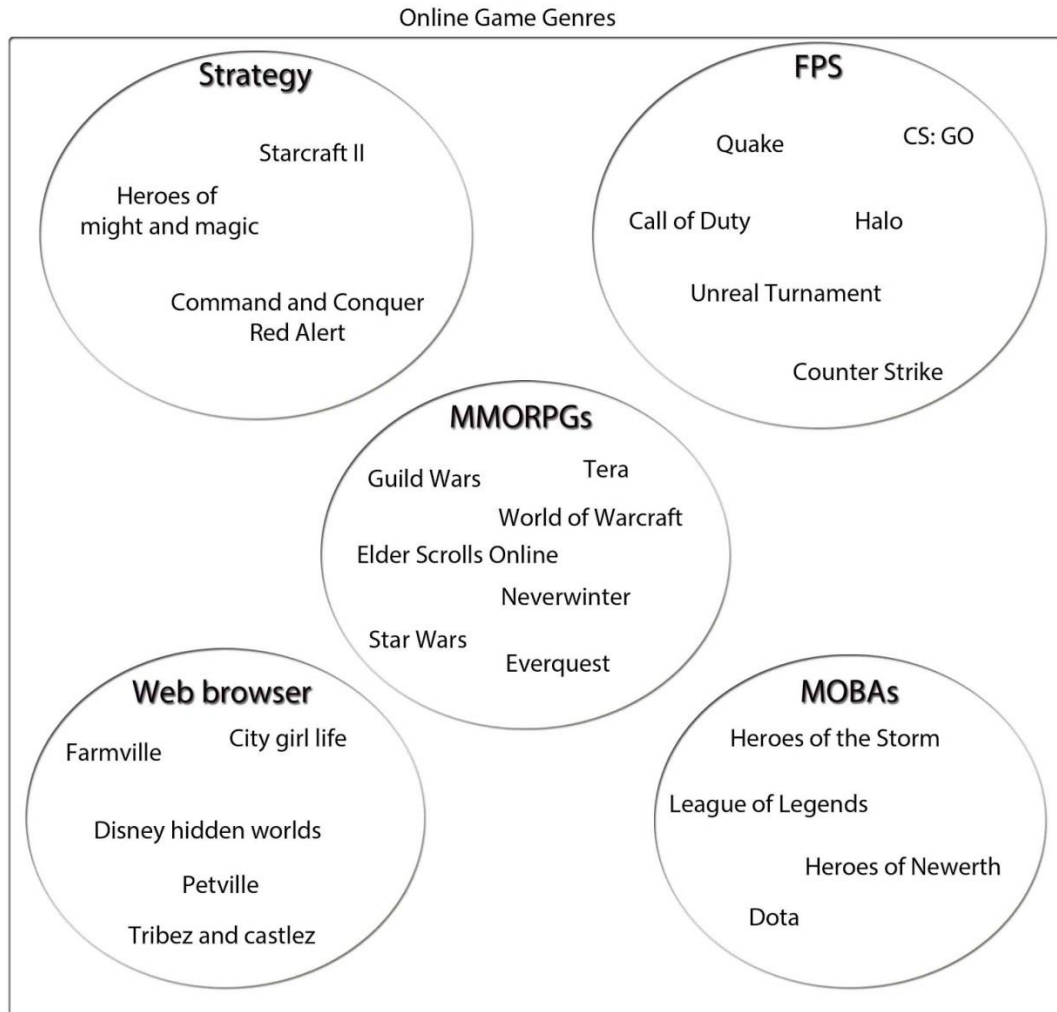 Online Game Genres
Strategy
Starcraft II
Heroes of
might and magic
Command and Conquer
Red Alert
FPS
Quake
CS: GO
Call of Duty
Halo
Unreal Turnament
Counter Strike
MMORPGs
Guild Wars
Tera
World of Warcraft
Elder Scrolls Online
Neverwinter
Star Wars
Everquest
Web browser
Farmville
City girl life
Disney hidden worlds
Petville
Tribez and castlez
MOBAs
Heroes of the Storm
League of Legends
Heroes of Newerth
Dota